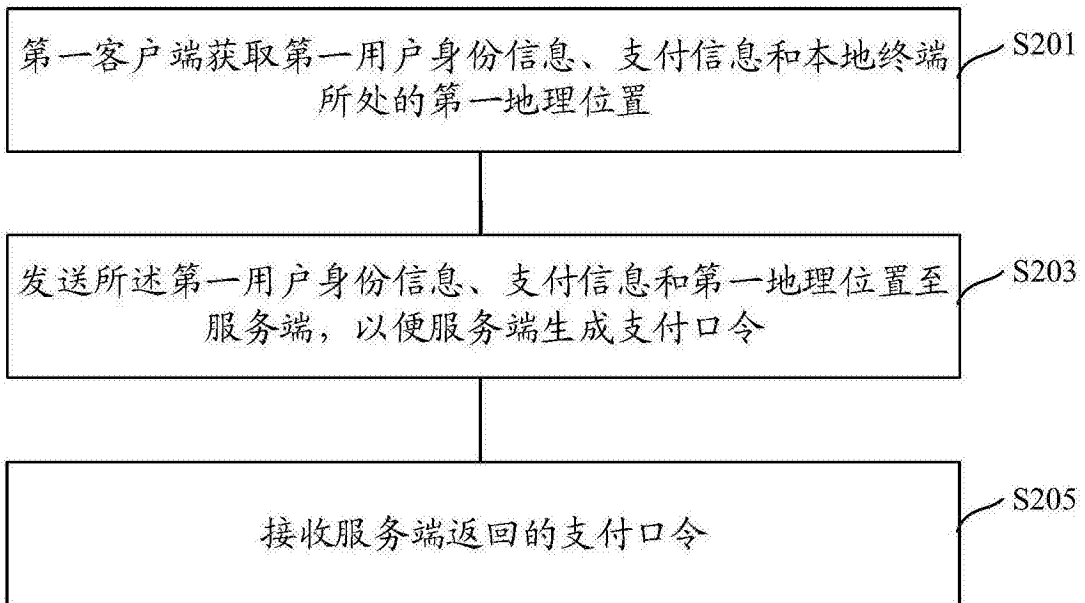 第一客户端获取第一用户身份信息、支付信息和本地终端
所处的第一地理位置
S201
发送所述第一用户身份信息、支付信息和第一地理位置至
服务端，以便服务端生成支付口令
S203
接收服务端返回的支付口令
S205